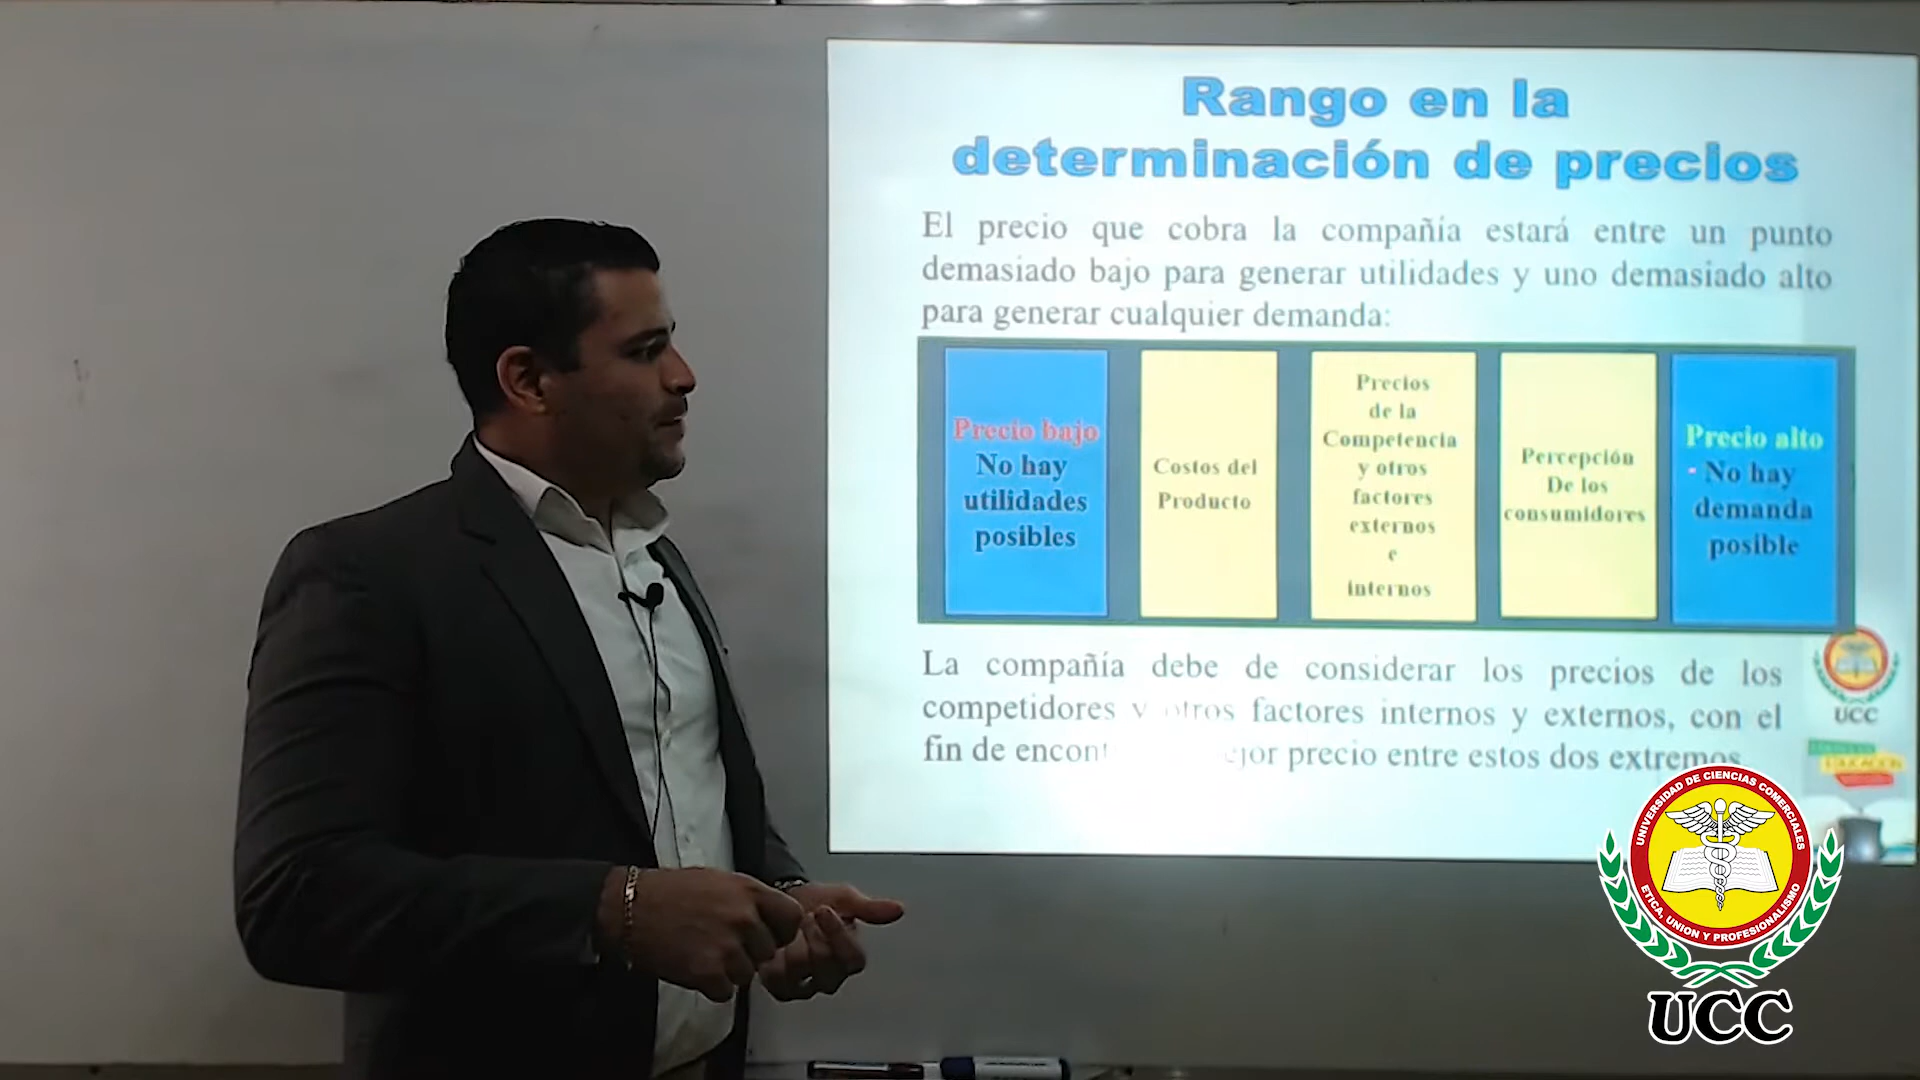 Rango en la
determinación de precios
El precio que cobra la compañía estará entre un punto
demasiado bajo para generar utilidades y uno demasiado alto
para generar cualquier demanda:
Precio bajo
No hay
utilidades
posibles
Costos del
Producto
Precios
de la
Competencia
y otros
factores
externos
e
internos
Percepción
De los
consumidores
Precio alto
- No hay
demanda
posible
La compañía debe de considerar los precios de los
competidores y otros factores internos y externos, con el
fin de precio entre estos dos extremos
UCC
EDUCACION
UNIVERSIDAD DE CIENCIAS COMERCIALES
ETICA, UNION Y PROFESIONALISMO
UCC